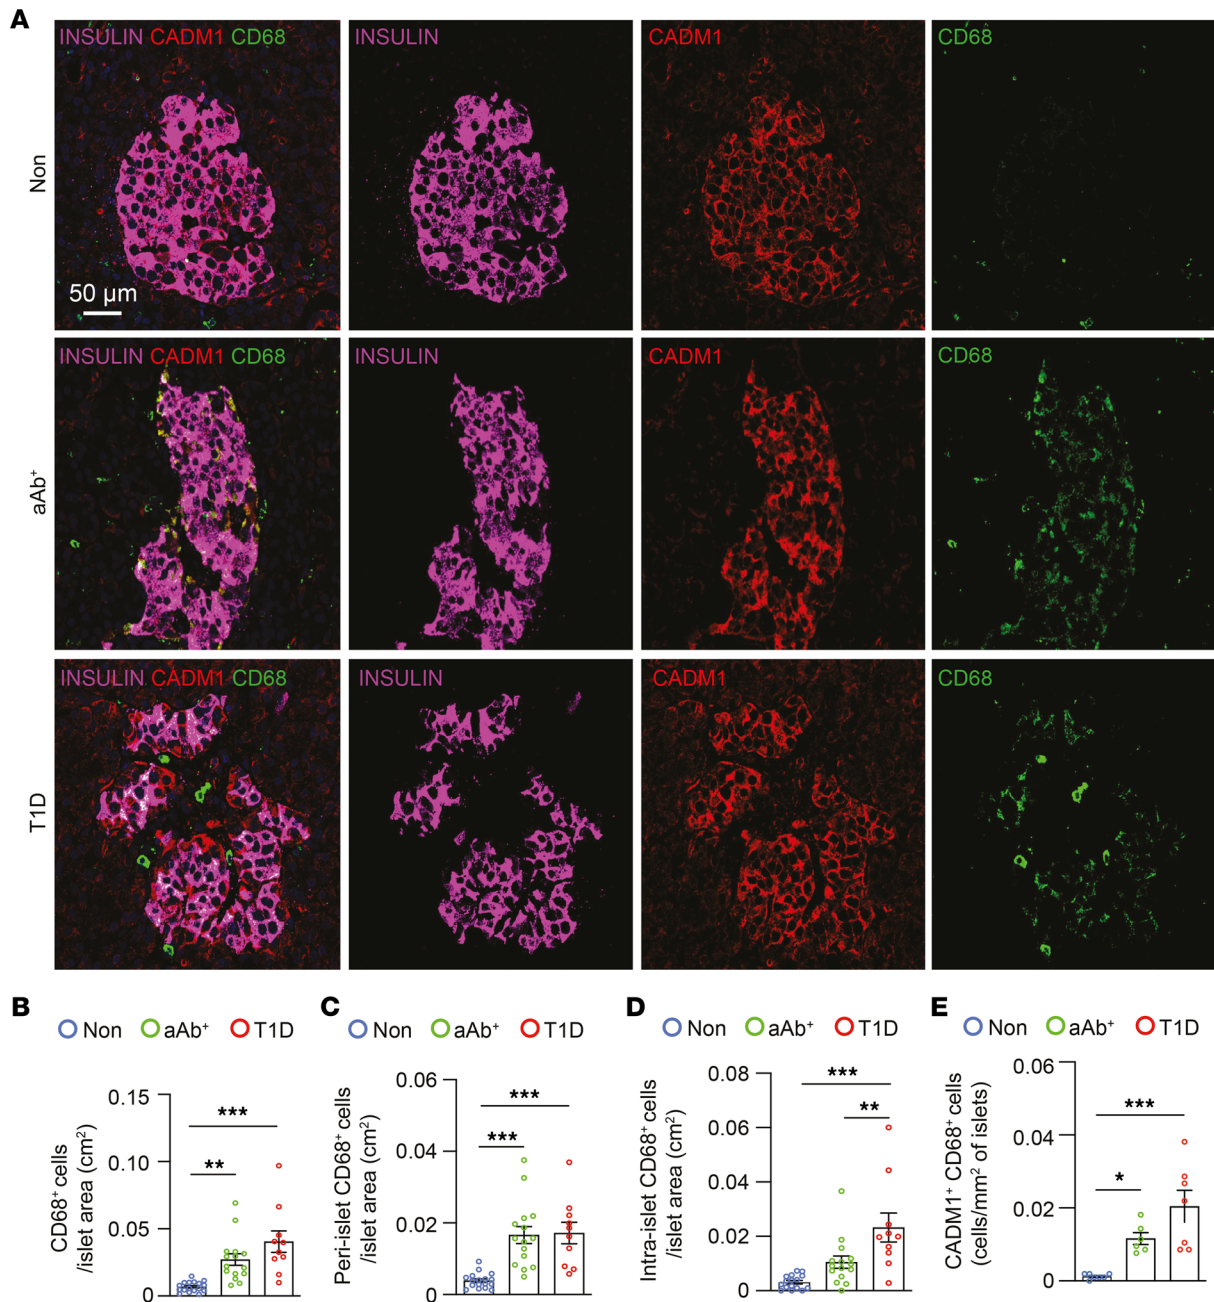 A
INSULIN CADM1 CD68
INSULIN
CADM1
CD68
Non
50 µm
INSULIN CADM1 CD68
INSULIN
CADM1
CD68
aAb⁺
INSULIN CADM1 CD68
INSULIN
CADM1
CD68
T1D
B
Non aAb⁺ T1D
CD68⁺ cells
/islet area (cm²)
0.15
0.10
0.05
0
***
**
C
Non aAb⁺ T1D
Peri-islet CD68⁺ cells
/islet area (cm²)
0.06
0.04
0.02
0
***
***
D
Non aAb⁺ T1D
Intra-islet CD68⁺ cells
/islet area (cm²)
0.08
0.06
0.04
0.02
0
***
**
E
Non aAb⁺ T1D
CADM1⁺ CD68⁺ cells
(cells/mm² of islets)
0.06
0.04
0.02
0
***
*